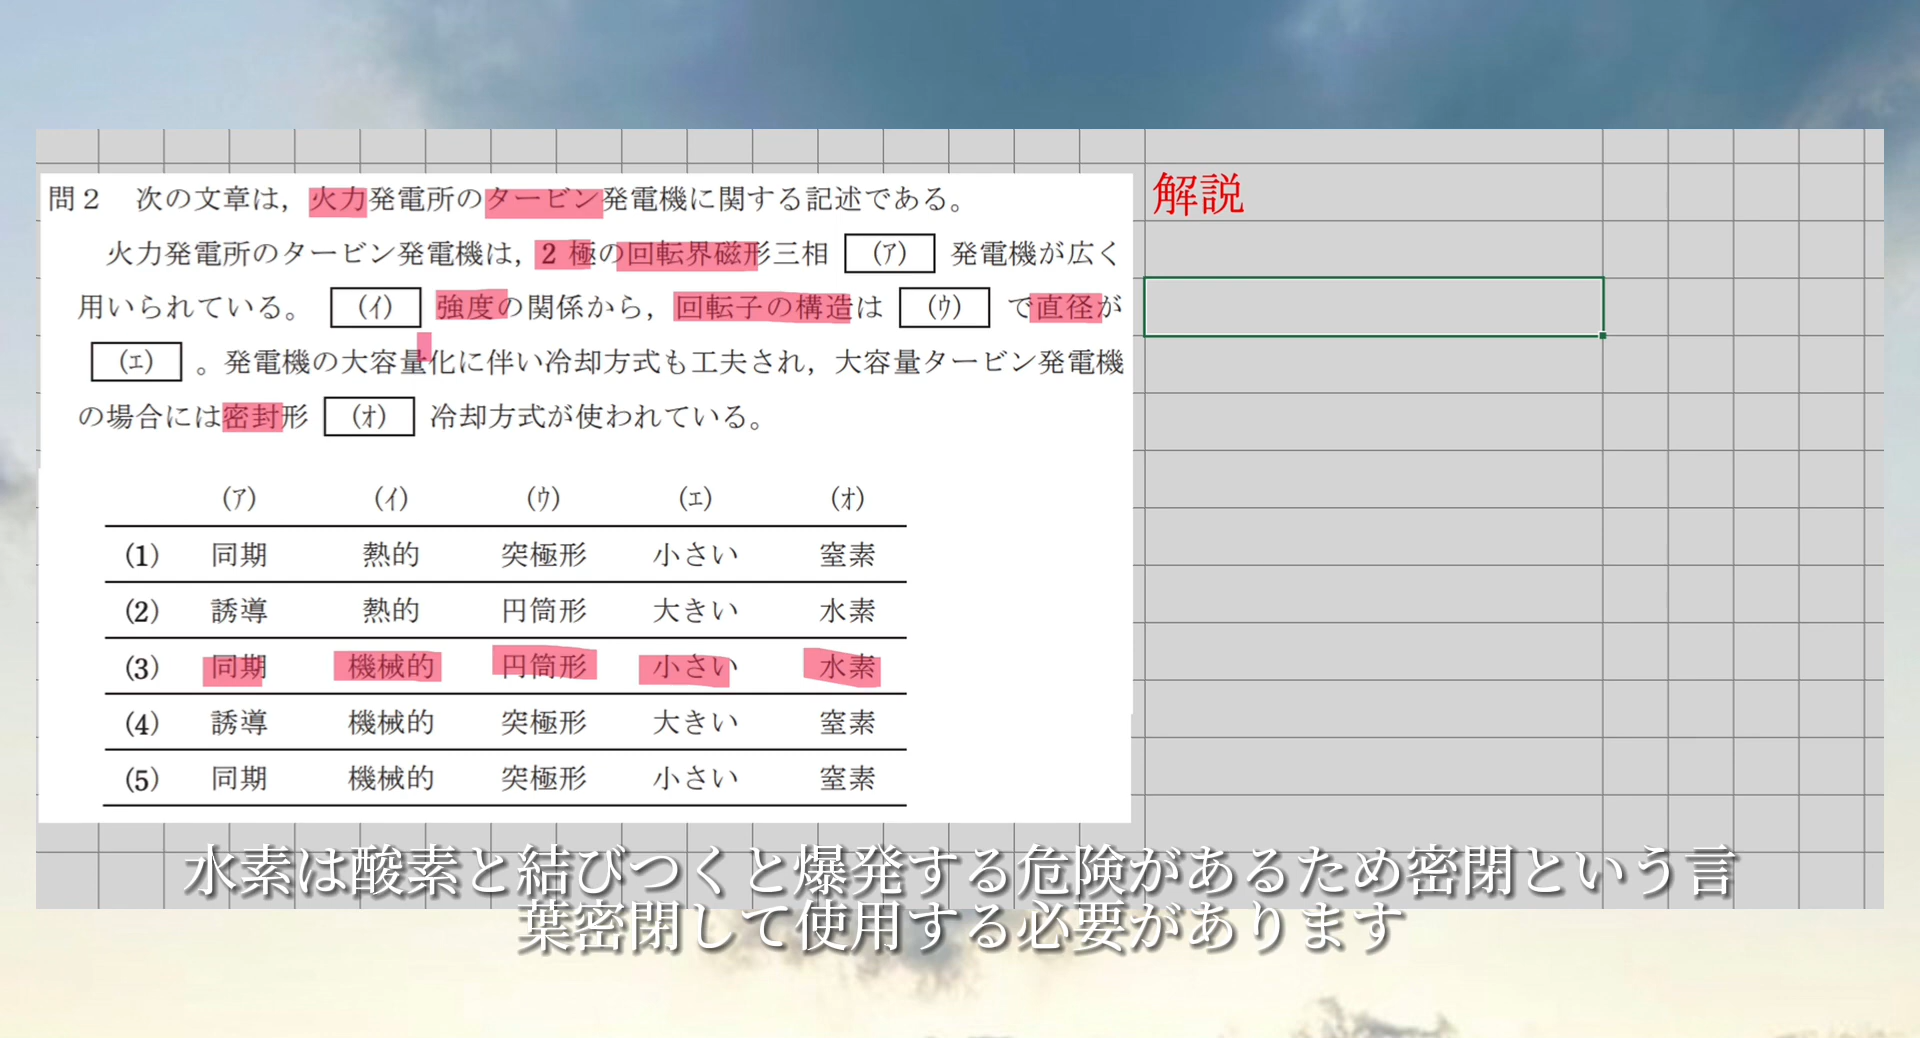 問2 次の文章は，火力発電所のタービン発電機に関する記述である。
火力発電所のタービン発電機は，2 極の回転界磁形三相 (ア) 発電機が広く
用いられている。 (イ) 強度の関係から，回転子の構造は (ウ) で直径が
(エ) 。発電機の大容量化に伴い冷却方式も工夫され，大容量タービン発電機
の場合には密封形 (オ) 冷却方式が使われている。
(ア) (イ) (ウ) (エ) (オ)
(1) 同期 熱的 突極形 小さい 窒素
(2) 誘導 熱的 円筒形 大きい 水素
(3) 同期 機械的 円筒形 小さい 水素
(4) 誘導 機械的 突極形 大きい 窒素
(5) 同期 機械的 突極形 小さい 窒素
解説
水素は酸素と結びつくと爆発する危険があるため密閉という言
葉密閉して使用する必要があります